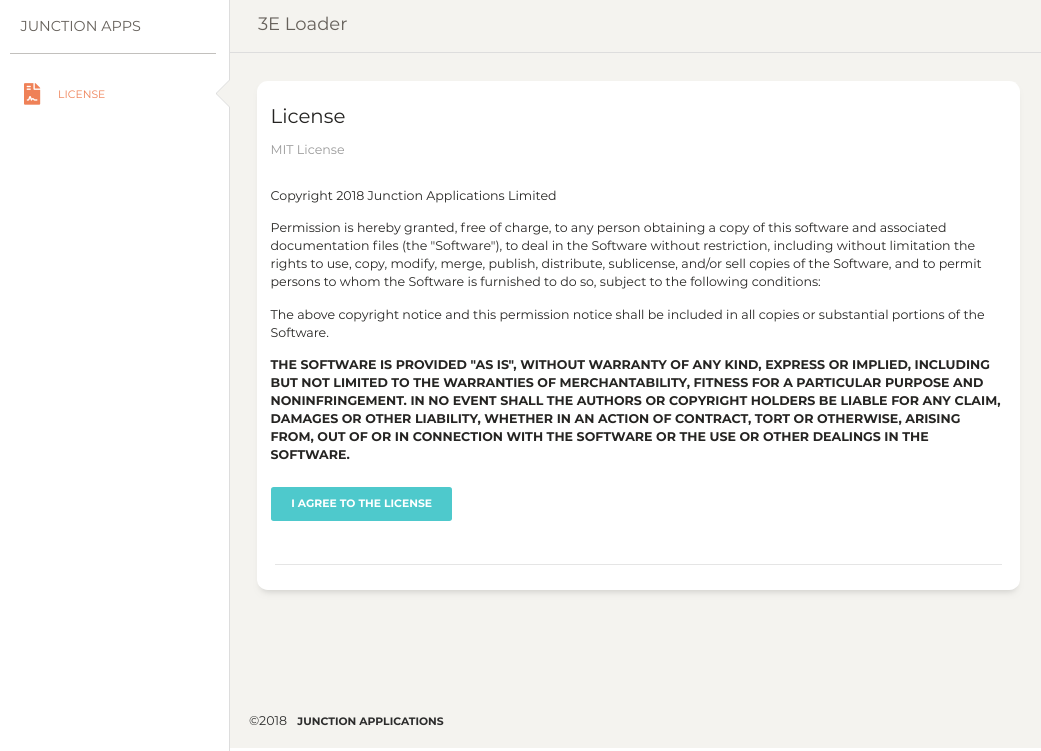 JUNCTION APPS
LICENSE
3E Loader
License
MIT License
Copyright 2018 Junction Applications Limited
Permission is hereby granted, free of charge, to any person obtaining a copy of this software and associated
documentation files (the "Software"), to deal in the Software without restriction, including without limitation the
rights to use, copy, modify, merge, publish, distribute, sublicense, and/or sell copies of the Software, and to permit
persons to whom the Software is furnished to do so, subject to the following conditions:
The above copyright notice and this permission notice shall be included in all copies or substantial portions of the
Software.
THE SOFTWARE IS PROVIDED "AS IS", WITHOUT WARRANTY OF ANY KIND, EXPRESS OR IMPLIED, INCLUDING
BUT NOT LIMITED TO THE WARRANTIES OF MERCHANTABILITY, FITNESS FOR A PARTICULAR PURPOSE AND
NONINFRINGEMENT. IN NO EVENT SHALL THE AUTHORS OR COPYRIGHT HOLDERS BE LIABLE FOR ANY CLAIM,
DAMAGES OR OTHER LIABILITY, WHETHER IN AN ACTION OF CONTRACT, TORT OR OTHERWISE, ARISING
FROM, OUT OF OR IN CONNECTION WITH THE SOFTWARE OR THE USE OR OTHER DEALINGS IN THE
SOFTWARE.
I AGREE TO THE LICENSE
©2018 JUNCTION APPLICATIONS